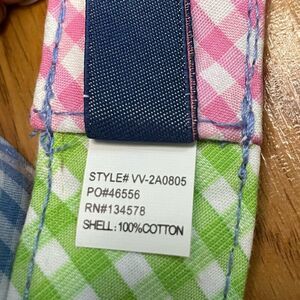 STYLE# VV-2A0805
PO#46556
RN#134578
SHELL: 100%COTTON